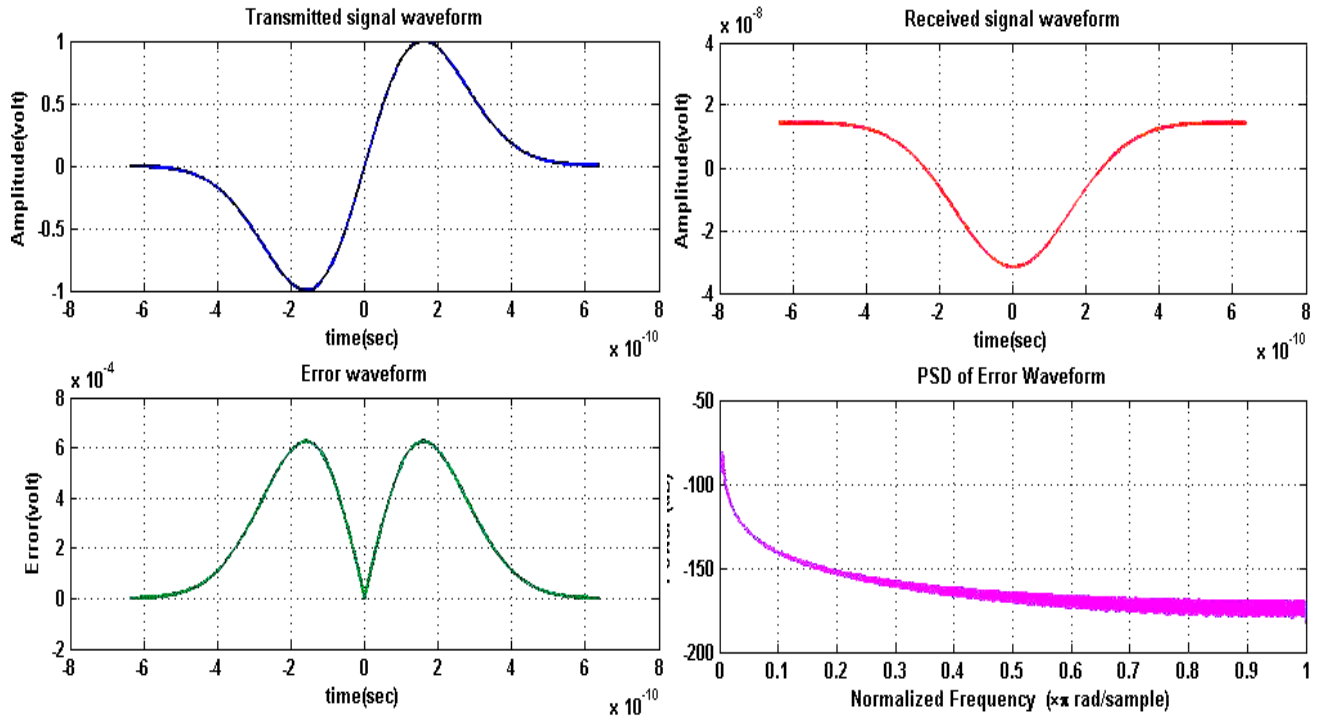 Transmitted signal waveform
Amplitude(volt)
1
0.5
0
-0.5
-1
-8 -6 -4 -2 0 2 4 6 8
time(sec)
x 10^-10
Received signal waveform
x 10^-8
Amplitude(volt)
4
2
0
-2
-4
-8 -6 -4 -2 0 2 4 6 8
time(sec)
x 10^-10
Error waveform
x 10^-4
Error(volt)
8
6
4
2
0
-2
-8 -6 -4 -2 0 2 4 6 8
time(sec)
x 10^-10
PSD of Error Waveform
-50
-100
-150
-200
0 0.1 0.2 0.3 0.4 0.5 0.6 0.7 0.8 0.9 1
Normalized Frequency (×π rad/sample)